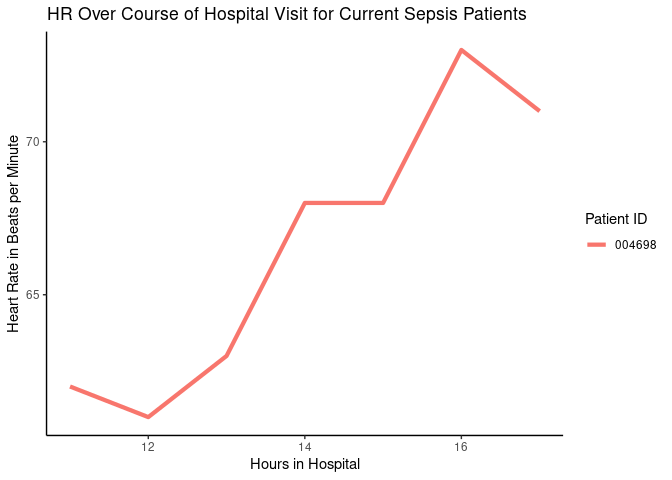 HR Over Course of Hospital Visit for Current Sepsis Patients
Heart Rate in Beats per Minute
70
65
12
14
16
Hours in Hospital
Patient ID
004698